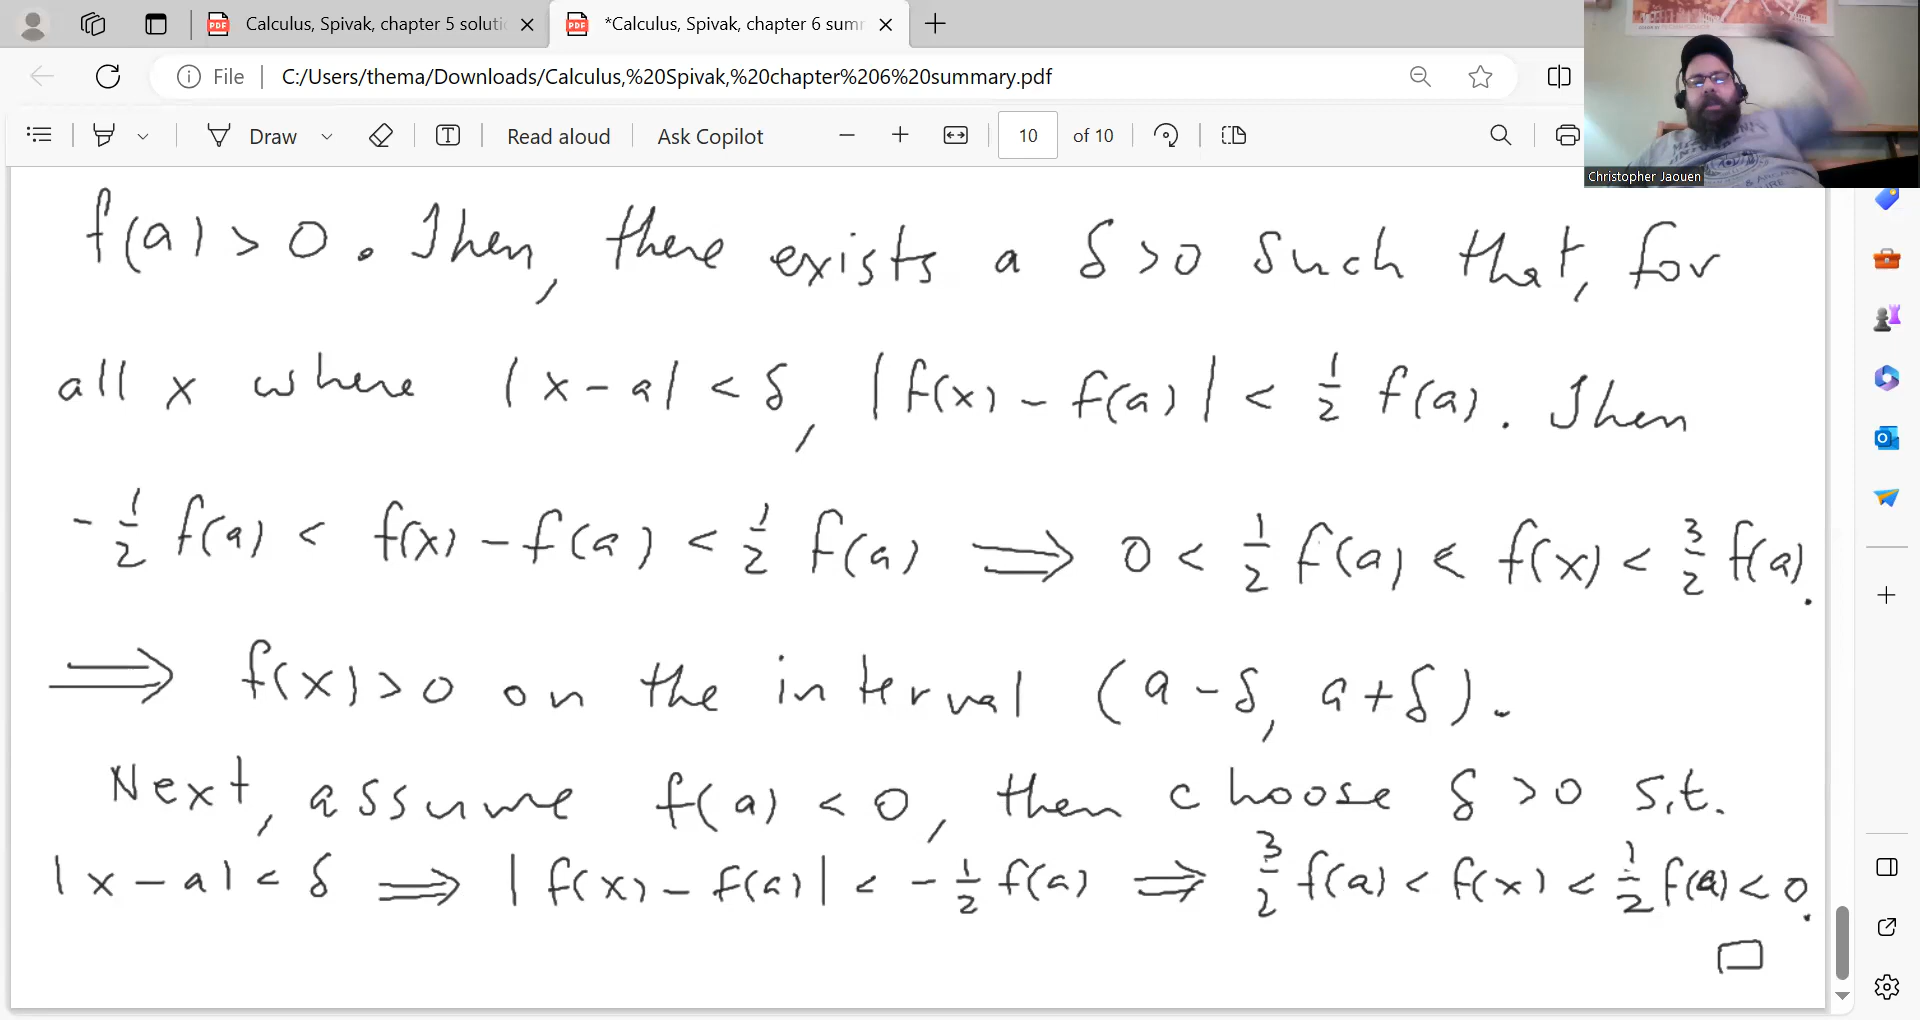 Calculus, Spivak, chapter 5 soluti
*Calculus, Spivak, chapter 6 sum
File
C:/Users/thema/Downloads/Calculus,%20Spivak,%20chapter%206%20summary.pdf
Draw
Read aloud
Ask Copilot
10 of 10
Christopher Jaouen
f(a) > 0. Then, there exists a δ>0 such that, for
all x where |x-a| < δ, |f(x) - f(a)| < 1/2 f(a). Then
-1/2 f(a) < f(x) - f(a) < 1/2 f(a) ⟹ 0 < 1/2 f(a) < f(x) < 3/2 f(a).
⟹ f(x) > 0 on the interval (a-δ, a+δ).
Next, assume f(a) < 0, then choose δ > 0 s.t.
|x-a| < δ ⟹ |f(x) - f(a)| < -1/2 f(a) ⟹ 3/2 f(a) < f(x) < 1/2 f(a) < 0.
□